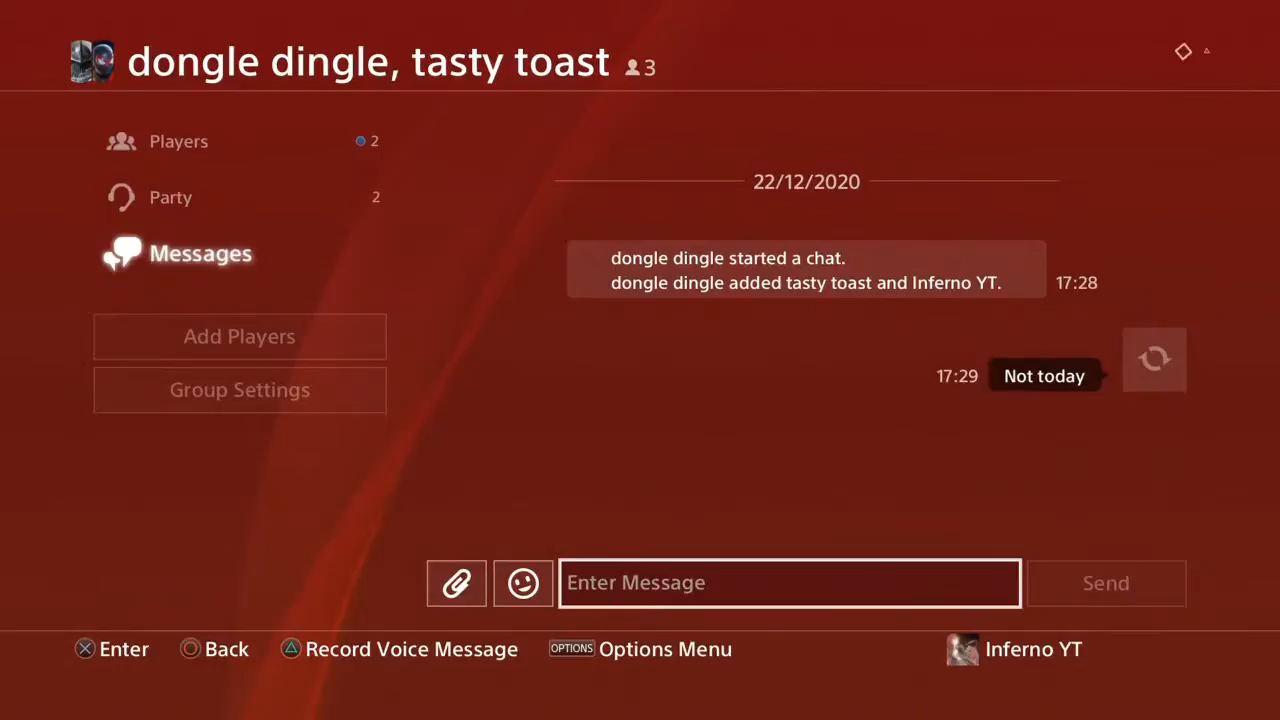 dongle dingle, tasty toast 3
Players 2
Party 2
Messages
Add Players
Group Settings
22/12/2020
dongle dingle started a chat.
dongle dingle added tasty toast and Inferno YT.
17:28
17:29 Not today
Enter Message
Send
Enter Back Record Voice Message OPTIONS Options Menu Inferno YT